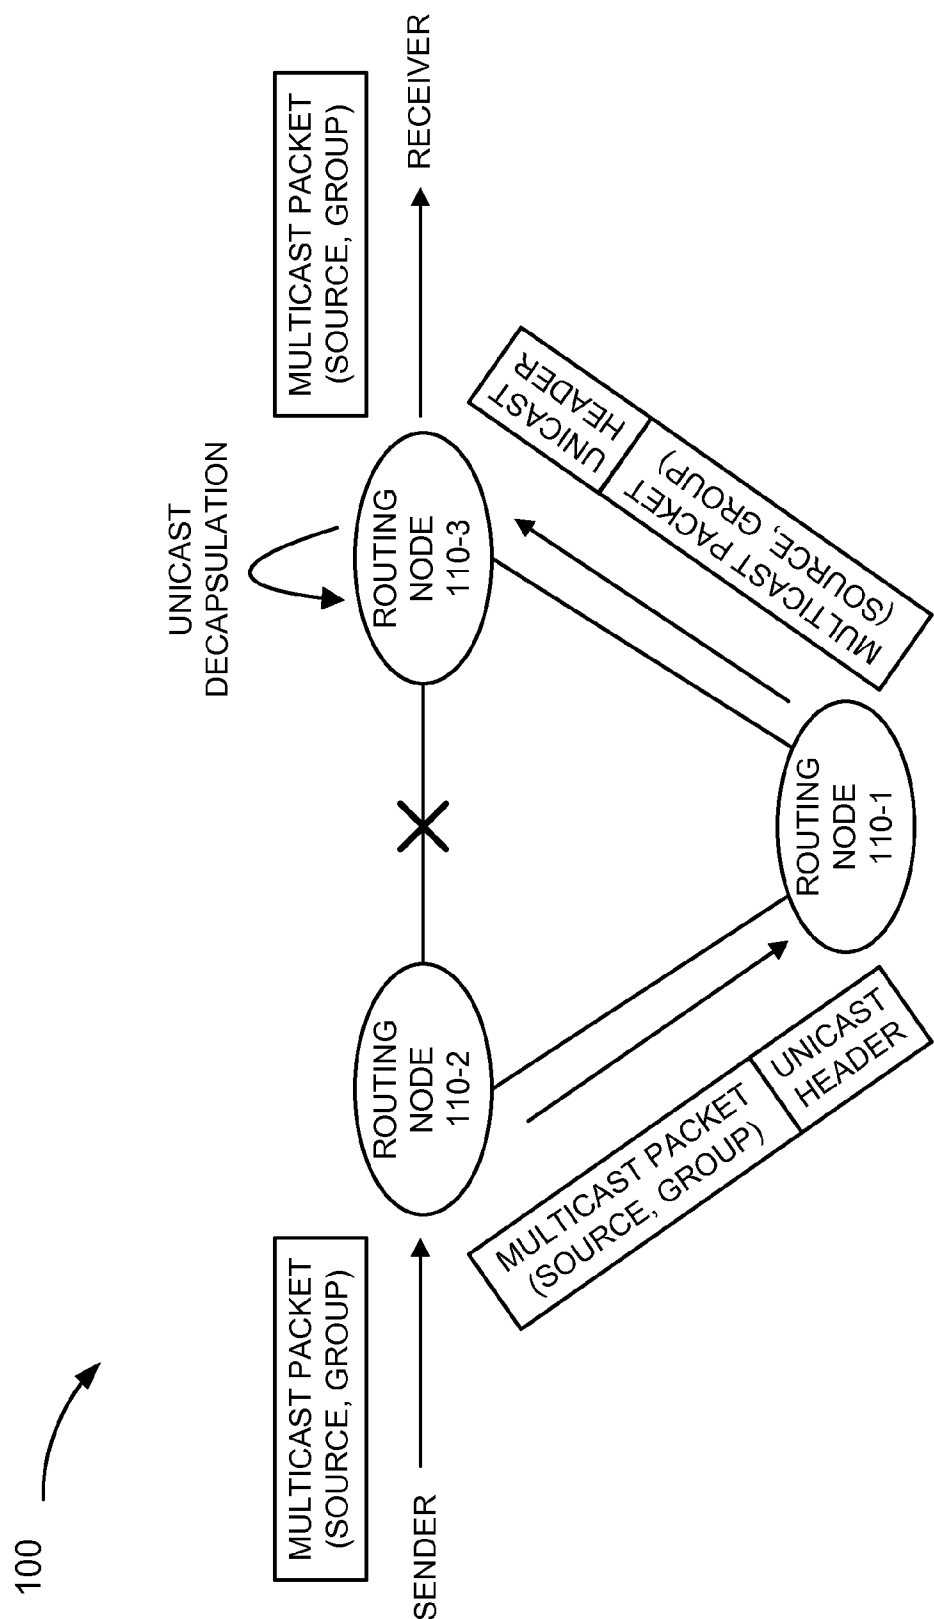 100
SENDER
MULTICAST PACKET
(SOURCE, GROUP)
ROUTING
NODE
110-2
MULTICAST PACKET
(SOURCE, GROUP)
UNICAST
HEADER
ROUTING
NODE
110-1
UNICAST
HEADER
MULTICAST PACKET
(SOURCE, GROUP)
UNICAST
DECAPSULATION
ROUTING
NODE
110-3
MULTICAST PACKET
(SOURCE, GROUP)
RECEIVER